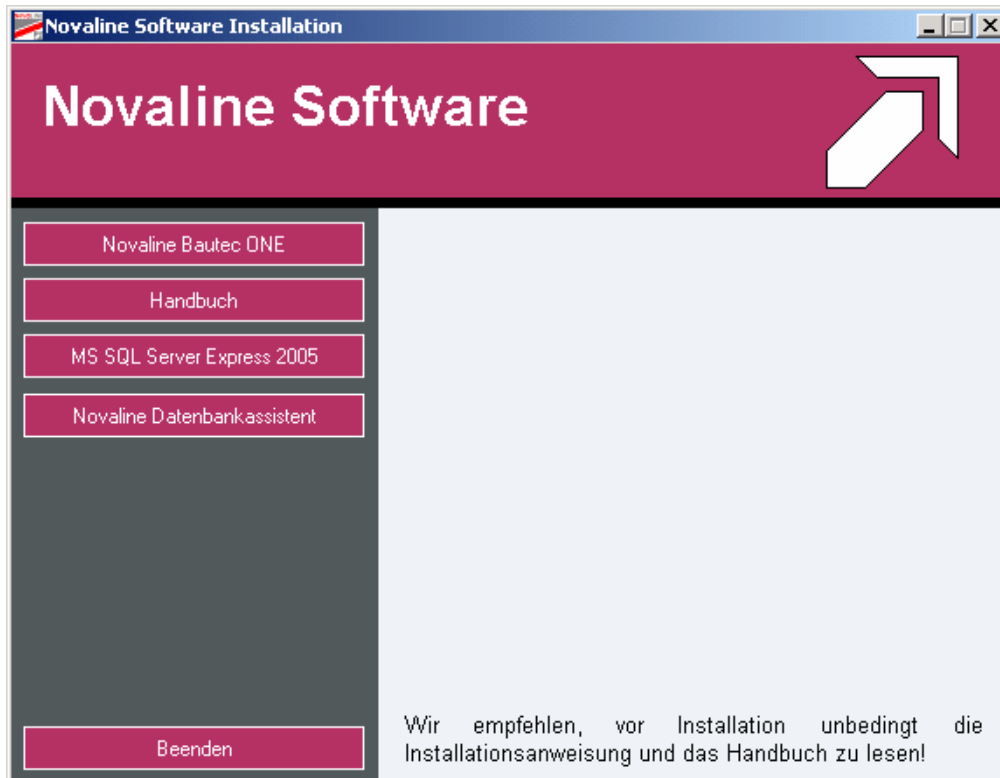 Novaline Software Installation
Novaline Software
Novaline Bautec ONE
Handbuch
MS SQL Server Express 2005
Novaline Datenbankassistent
Beenden
Wir empfehlen, vor Installation unbedingt die
Installationsanweisung und das Handbuch zu lesen!